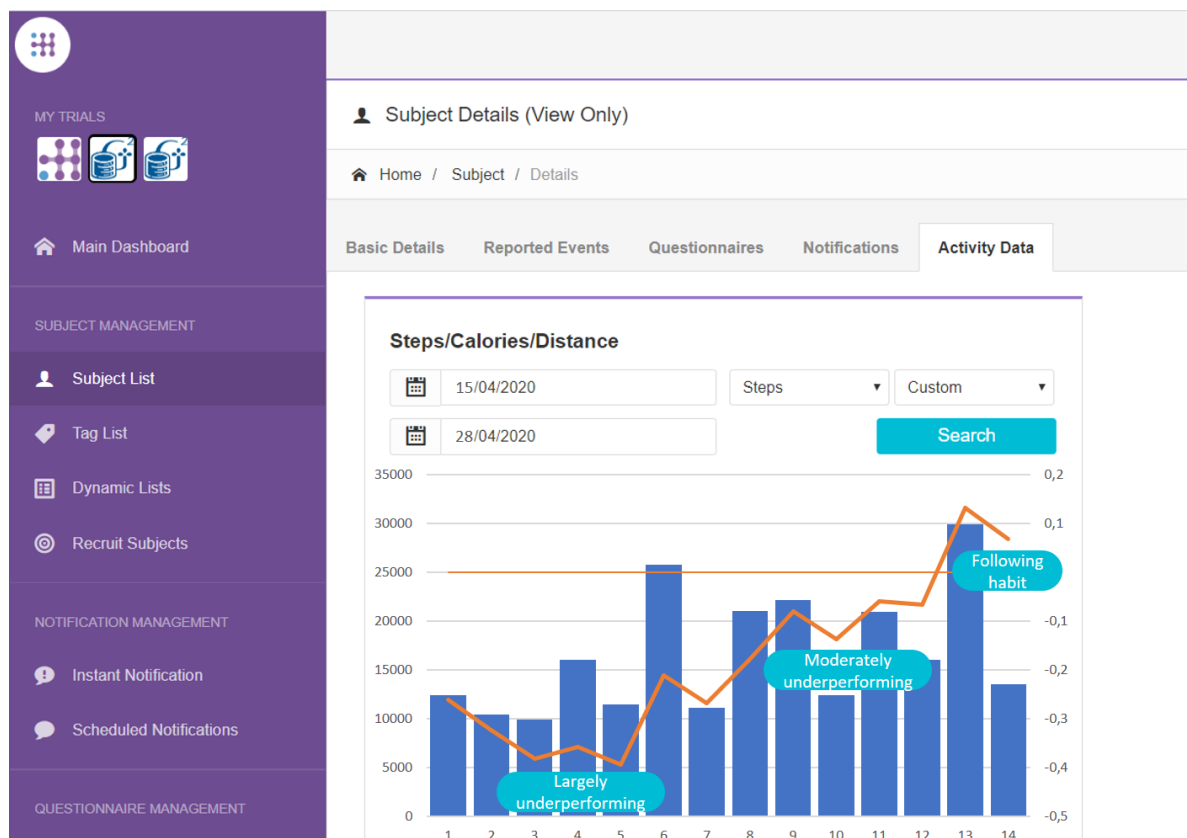 MY TRIALS
2
2
Main Dashboard
SUBJECT MANAGEMENT
Subject List
Tag List
Dynamic Lists
Recruit Subjects
NOTIFICATION MANAGEMENT
Instant Notification
Scheduled Notifications
QUESTIONNAIRE MANAGEMENT
Subject Details (View Only)
Home / Subject / Details
Basic Details Reported Events Questionnaires Notifications Activity Data
Steps/Calories/Distance
15/04/2020 Steps Custom
28/04/2020 Search
35000 0,2
30000 0,1
25000
Following
habit
20000 -0,1
15000 -0,2
Moderately
underperforming
10000 -0,3
5000 -0,4
Largely
underperforming
0 -0,5
1 2 3 4 5 6 7 8 9 10 11 12 13 14